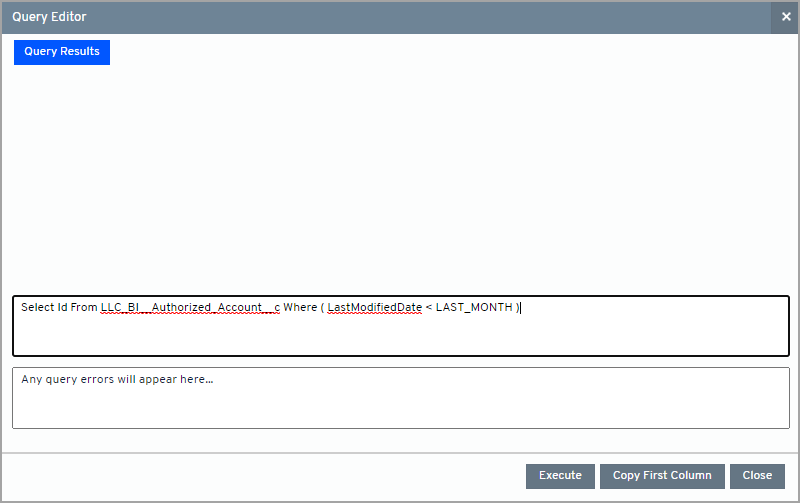 Query Editor
Query Results
Select Id From LLC_BI__Authorized_Account__c Where ( LastModifiedDate < LAST_MONTH )
Any query errors will appear here...
Execute Copy First Column Close